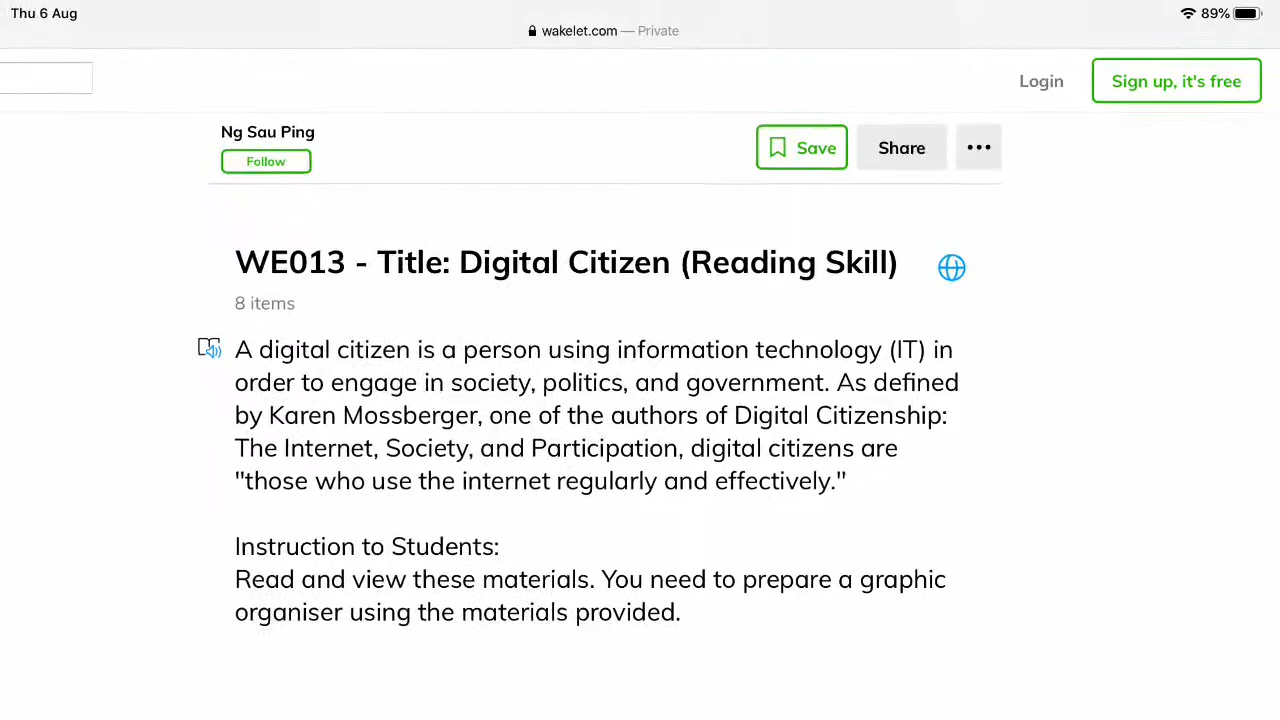 Thu 6 Aug
89%
wakelet.com — Private
Login
Sign up, it's free
Ng Sau Ping
Follow
Save
Share
WE013 - Title: Digital Citizen (Reading Skill)
8 items
A digital citizen is a person using information technology (IT) in
order to engage in society, politics, and government. As defined
by Karen Mossberger, one of the authors of Digital Citizenship:
The Internet, Society, and Participation, digital citizens are
"those who use the internet regularly and effectively."
Instruction to Students:
Read and view these materials. You need to prepare a graphic
organiser using the materials provided.